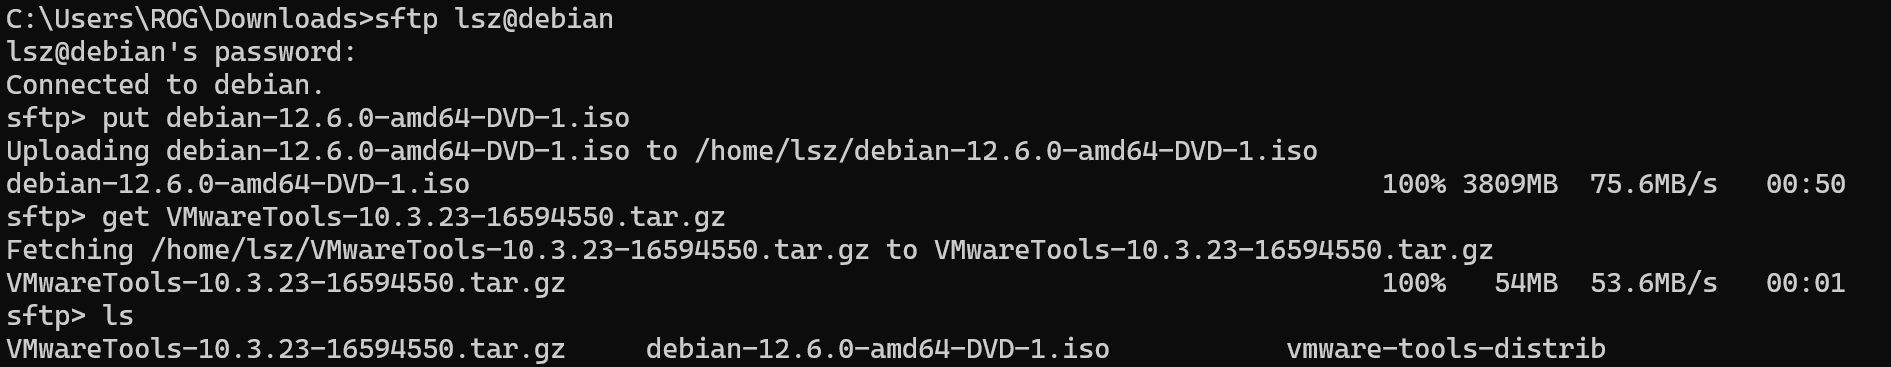 C:\Users\ROG\Downloads>sftp lsz@debian
lsz@debian's password:
Connected to debian.
sftp> put debian-12.6.0-amd64-DVD-1.iso
Uploading debian-12.6.0-amd64-DVD-1.iso to /home/lsz/debian-12.6.0-amd64-DVD-1.iso
debian-12.6.0-amd64-DVD-1.iso 100% 3809MB 75.6MB/s 00:50
sftp> get VMwareTools-10.3.23-16594550.tar.gz
Fetching /home/lsz/VMwareTools-10.3.23-16594550.tar.gz to VMwareTools-10.3.23-16594550.tar.gz
VMwareTools-10.3.23-16594550.tar.gz 100% 54MB 53.6MB/s 00:01
sftp> ls
VMwareTools-10.3.23-16594550.tar.gz debian-12.6.0-amd64-DVD-1.iso vmware-tools-distrib